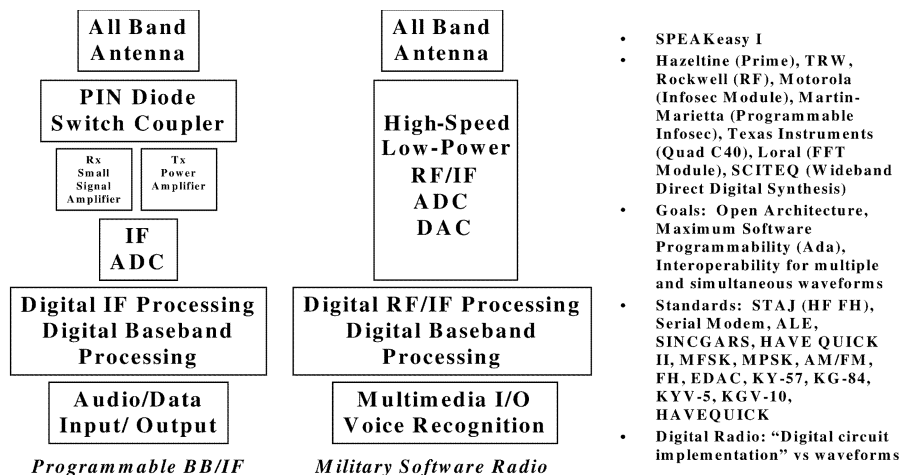 All Band
Antenna
PIN Diode
Switch Coupler
Rx
Small
Signal
Amplifier
Tx
Power
Amplifier
IF
ADC
Digital IF Processing
Digital Baseband
Processing
Audio/Data
Input/ Output
Programmable BB/IF
All Band
Antenna
High-Speed
Low-Power
RF/IF
ADC
DAC
Digital RF/IF Processing
Digital Baseband
Processing
Multimedia I/O
Voice Recognition
Military Software Radio
• SPEAKeasy I
• Hazeltine (Prime), TRW,
Rockwell (RF), Motorola
(Infosec Module), Martin-
Marietta (Programmable
Infosec), Texas Instruments
(Quad C40), Loral (FFT
Module), SCITEQ (Wideband
Direct Digital Synthesis)
• Goals: Open Architecture,
Maximum Software
Programmability (Ada),
Interoperability for multiple
and simultaneous waveforms
• Standards: STAJ (HF FH),
Serial Modem, ALE,
SINCGARS, HAVE QUICK
II, MFSK, MPSK, AM/FM,
FH, EDAC, KY-57, KG-84,
KYV-5, KGV-10,
HAVEQUICK
• Digital Radio: “Digital circuit
implementation” vs waveforms